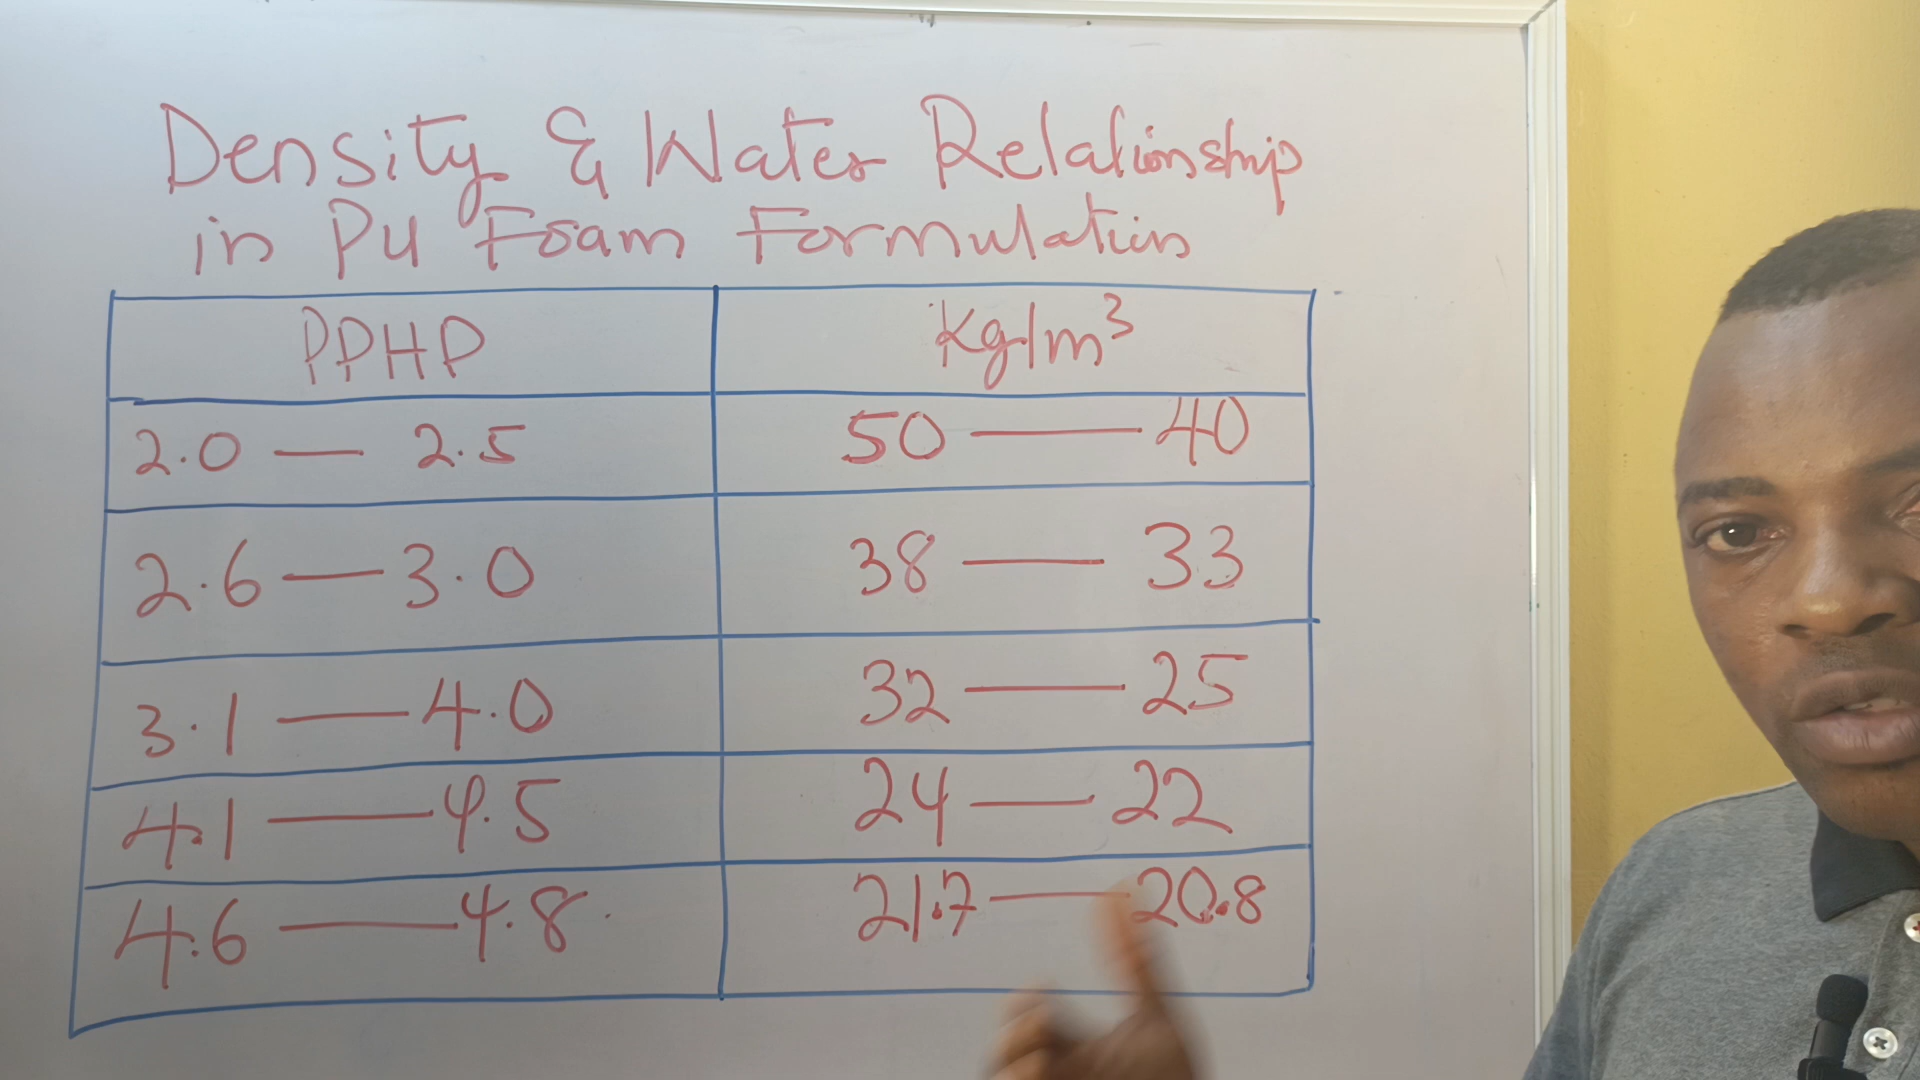 Density & Water Relationship
in PU Foam Formulation
PPHP Kg/m³
2.0 — 2.5 50 — 40
2.6 — 3.0 38 — 33
3.1 — 4.0 32 — 25
4.1 — 4.5 24 — 22
4.6 — 4.8 21.7 — 20.8